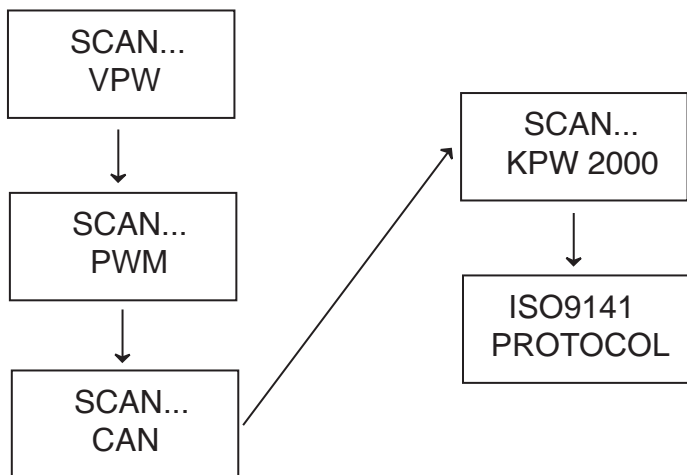 SCAN...
VPW
SCAN...
PWM
SCAN...
CAN
SCAN...
KPW 2000
ISO9141
PROTOCOL